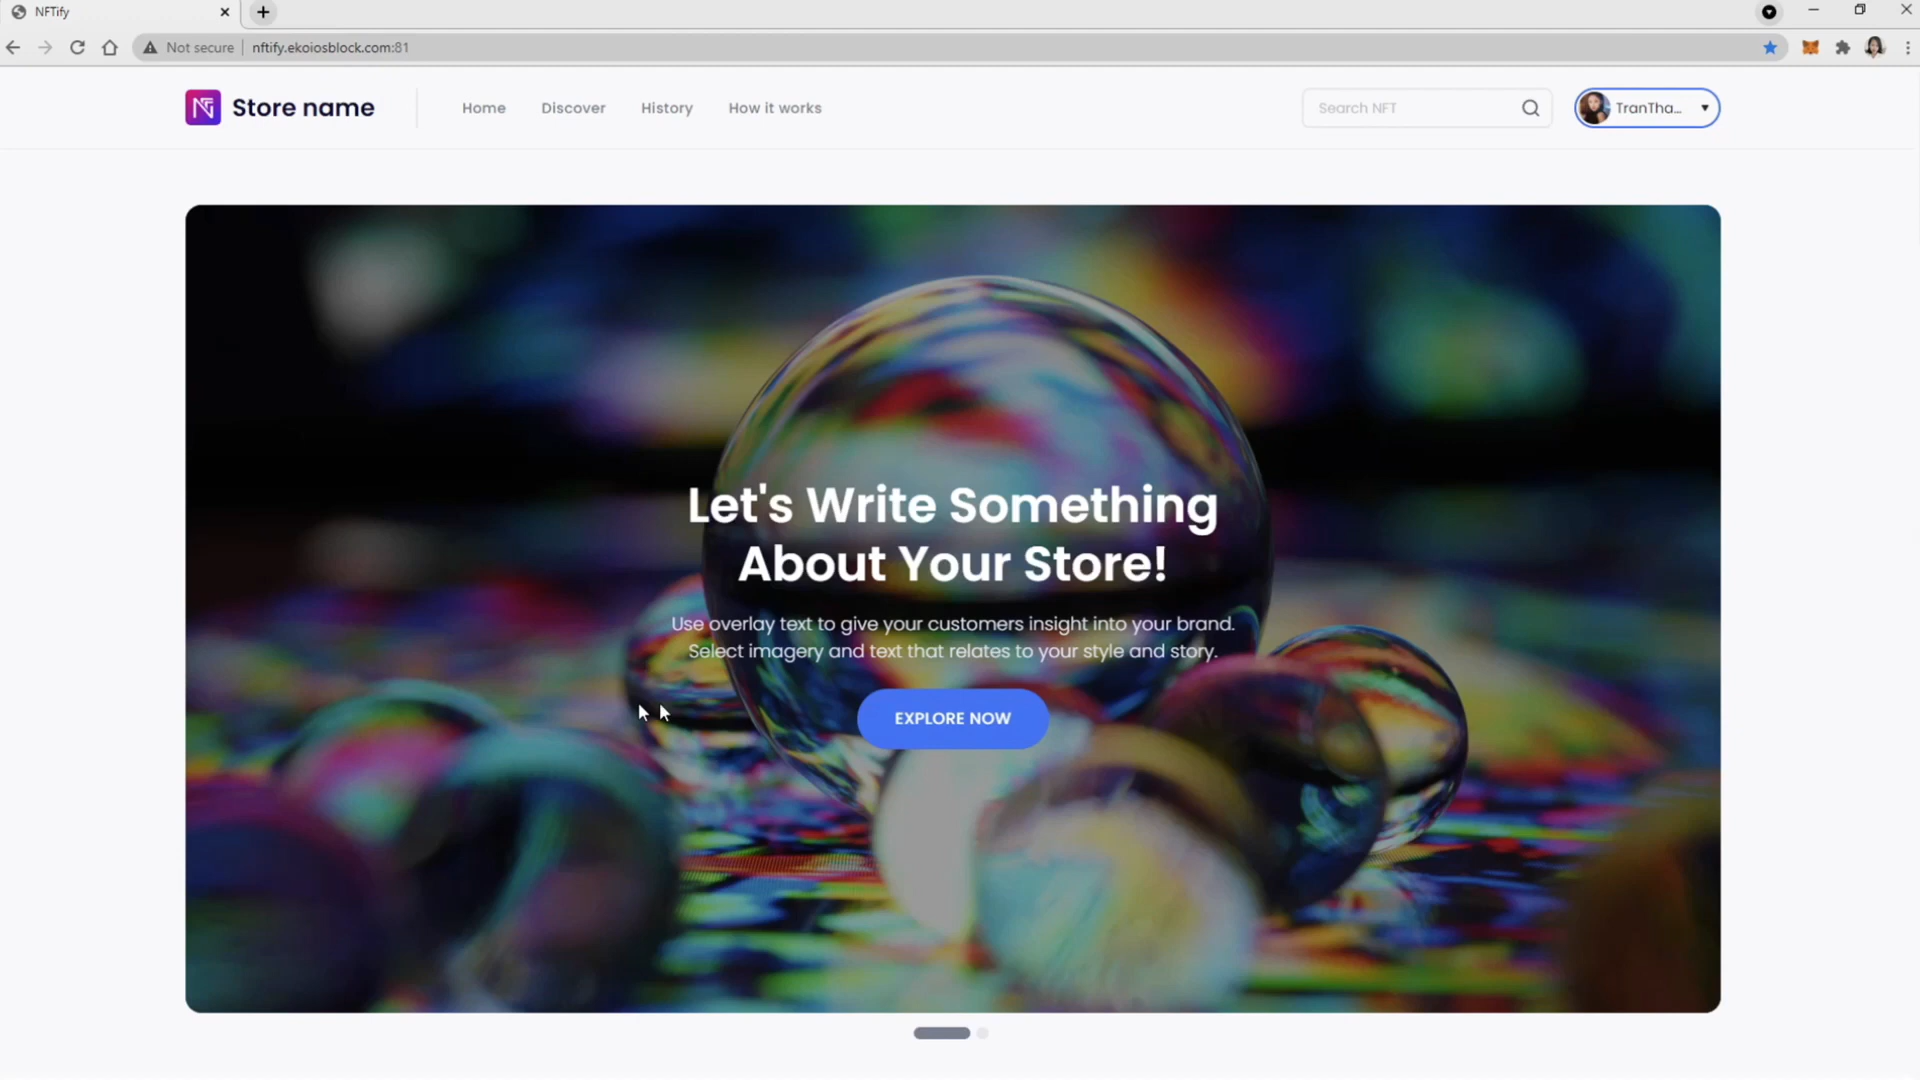 NFTify
Not secure
nftify.ekoiosblock.com:81
Store name
Home
Discover
History
How it works
Search NFT
TranTha...
Let's Write Something
About Your Store!
Use overlay text to give your customers insight into your brand.
Select imagery and text that relates to your style and story.
EXPLORE NOW